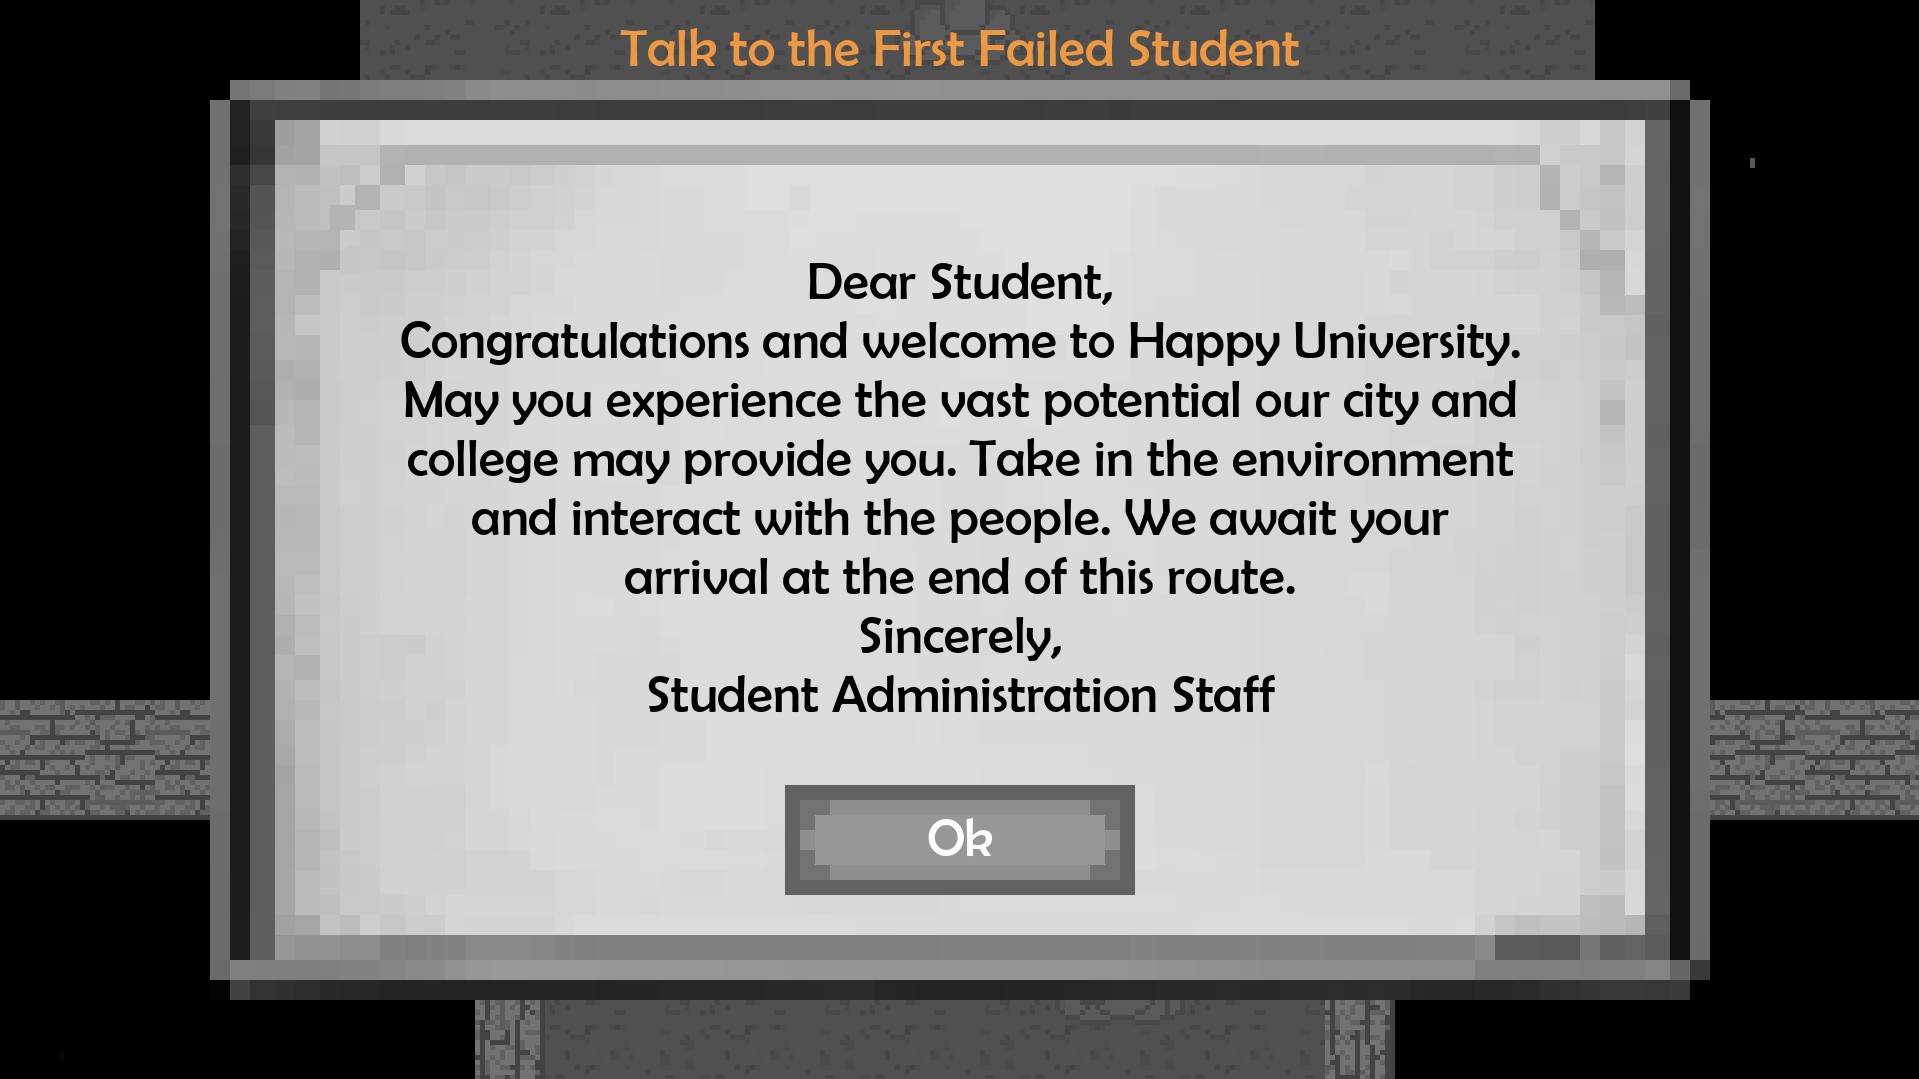 Talk to the First Failed Student
Dear Student,
Congratulations and welcome to Happy University.
May you experience the vast potential our city and
college may provide you. Take in the environment
and interact with the people. We await your
arrival at the end of this route.
Sincerely,
Student Administration Staff
Ok